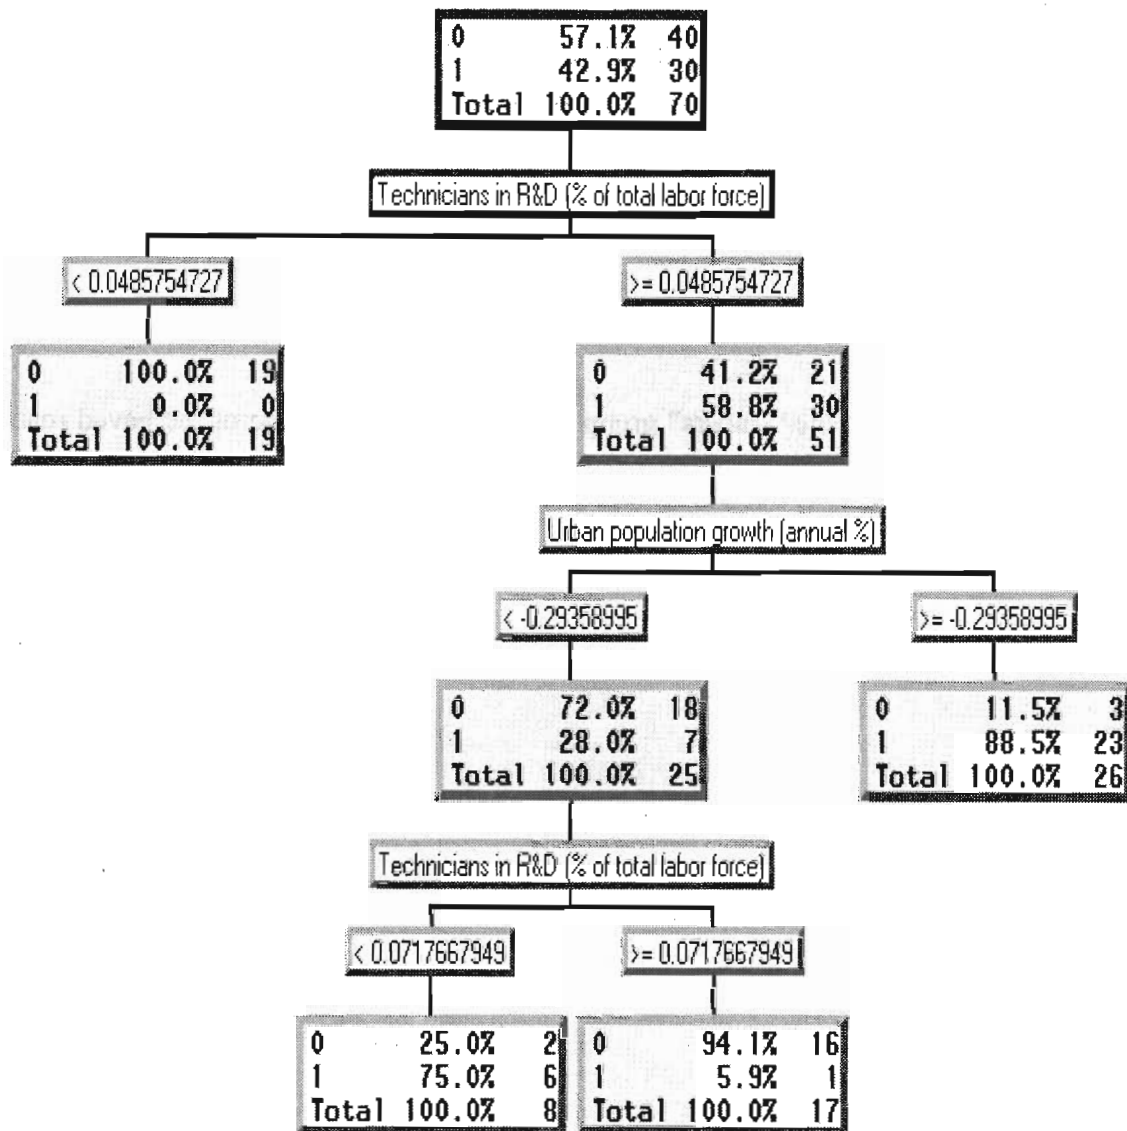 0 57.1% 40
1 42.9% 30
Total 100.0% 70
Technicians in R&D (% of total labor force)
< 0.0485754727
>= 0.0485754727
0 100.0% 19
1 0.0% 0
Total 100.0% 19
0 41.2% 21
1 58.8% 30
Total 100.0% 51
Urban population growth (annual %)
< -0.29358995
>= -0.29358995
0 72.0% 18
1 28.0% 7
Total 100.0% 25
0 11.5% 3
1 88.5% 23
Total 100.0% 26
Technicians in R&D (% of total labor force)
< 0.0717667949
>= 0.0717667949
0 25.0% 2
1 75.0% 6
Total 100.0% 8
0 94.1% 16
1 5.9% 1
Total 100.0% 17